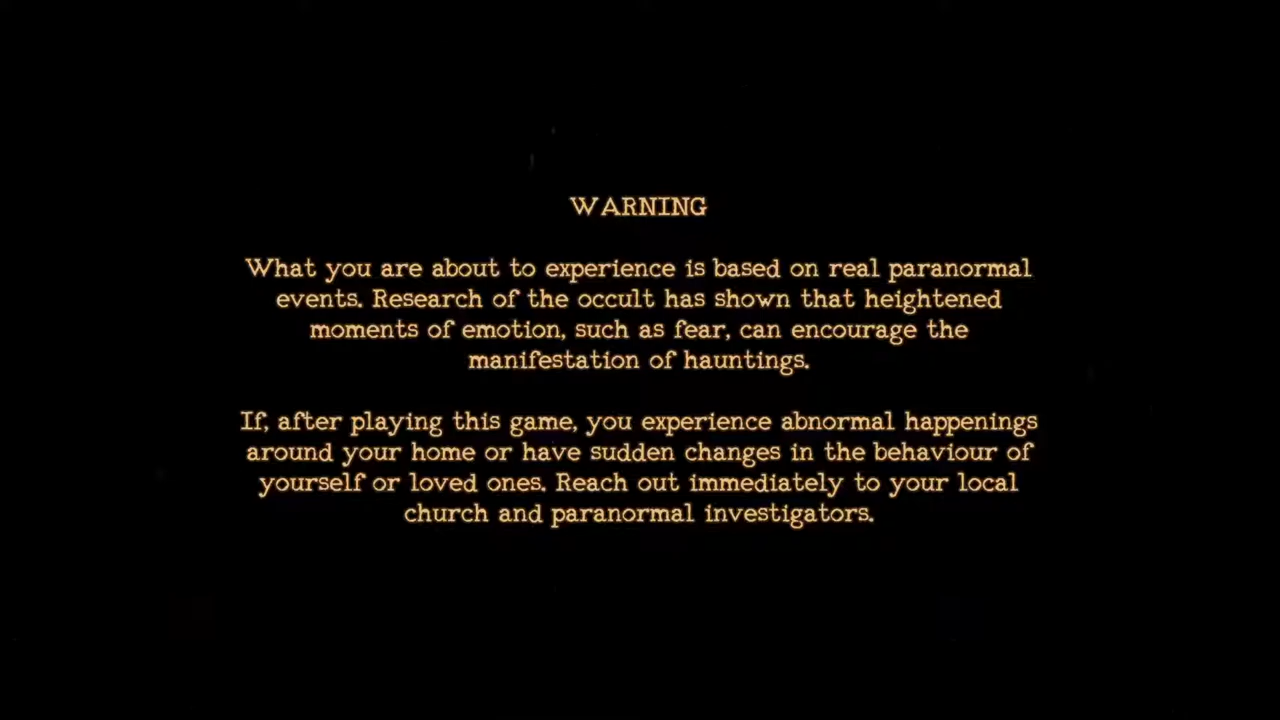 WARNING
What you are about to experience is based on real paranormal
events. Research of the occult has shown that heightened
moments of emotion, such as fear, can encourage the
manifestation of hauntings.
If, after playing this game, you experience abnormal happenings
around your home or have sudden changes in the behaviour of
yourself or loved ones. Reach out immediately to your local
church and paranormal investigators.